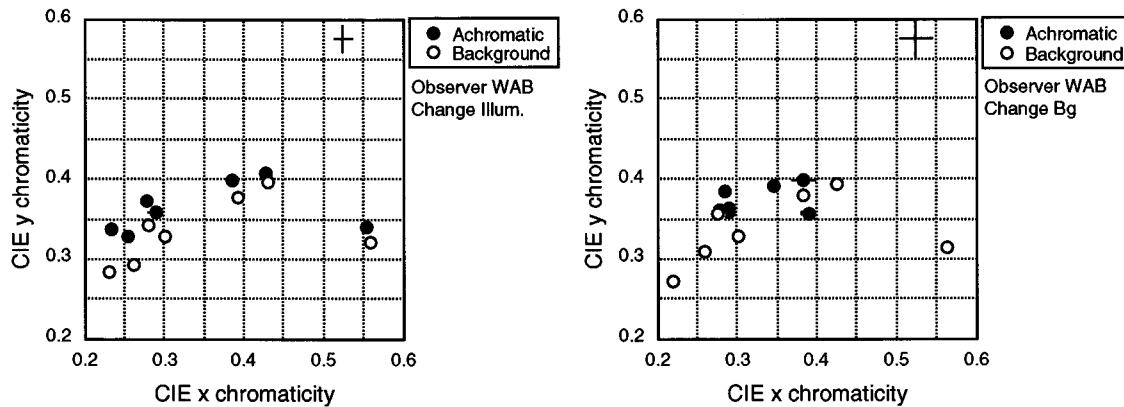 0.6
0.5
0.4
0.3
0.2
0.2
0.3
0.4
0.5
0.6
CIE y chromaticity
CIE x chromaticity
Achromatic
Background
Observer WAB
Change Illum.
0.6
0.5
0.4
0.3
0.2
0.2
0.3
0.4
0.5
0.6
CIE y chromaticity
CIE x chromaticity
Achromatic
Background
Observer WAB
Change Bg